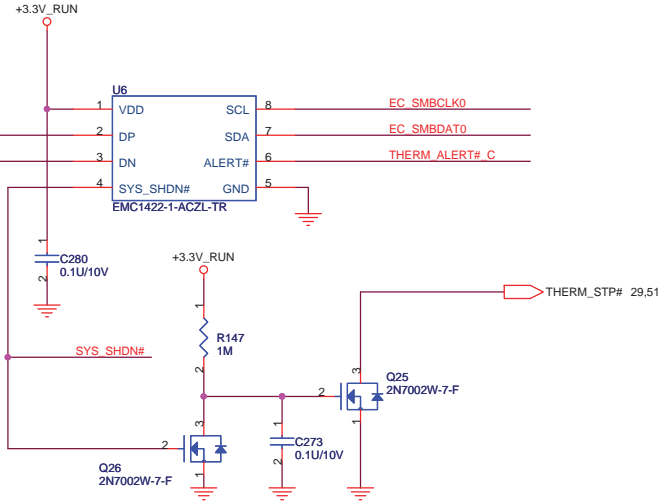 +3.3V_RUN
U6
1 VDD SCL 8 EC_SMBCLK0
2 DP SDA 7 EC_SMBDAT0
3 DN ALERT# 6 THERM_ALERT#_C
4 SYS_SHDN# GND 5
EMC1422-1-ACZL-TR
1
C280
0.1U/10V
2
+3.3V_RUN
THERM_STP# 29,51
1
R147
1M
2
SYS_SHDN#
3
Q25
2N7002W-7-F
2
1
3
1
C273
0.1U/10V
2
2
Q26
2N7002W-7-F
1